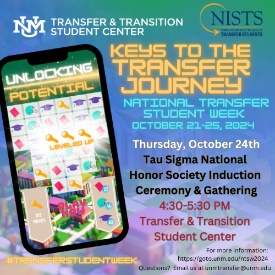 UNM
TRANSFER & TRANSITION
STUDENT CENTER
NISTS
KEYS TO THE
TRANSFER
JOURNEY
NATIONAL TRANSFER
STUDENT WEEK
OCTOBER 21-25, 2024
UNLOCKING
POTENTIAL
LEVELED UP
Thursday, October 24th
Tau Sigma National
Honor Society Induction
Ceremony & Gathering
4:30-5:30 PM
Transfer & Transition
Student Center
#TRANSFERSTUDENTWEEK
For more information:
https://goto.unm.edu/ntsw2024
Questions? Email us at unmtransfer@unm.edu